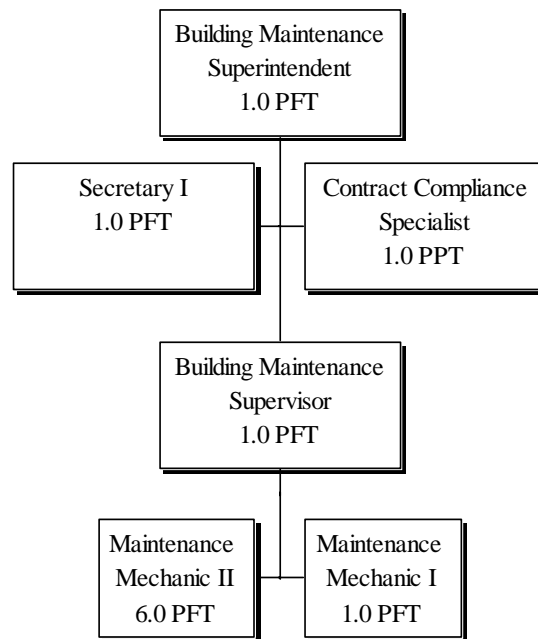 Building Maintenance
Superintendent
1.0 PFT
Secretary I
1.0 PFT
Contract Compliance
Specialist
1.0 PPT
Building Maintenance
Supervisor
1.0 PFT
Maintenance
Mechanic II
6.0 PFT
Maintenance
Mechanic I
1.0 PFT